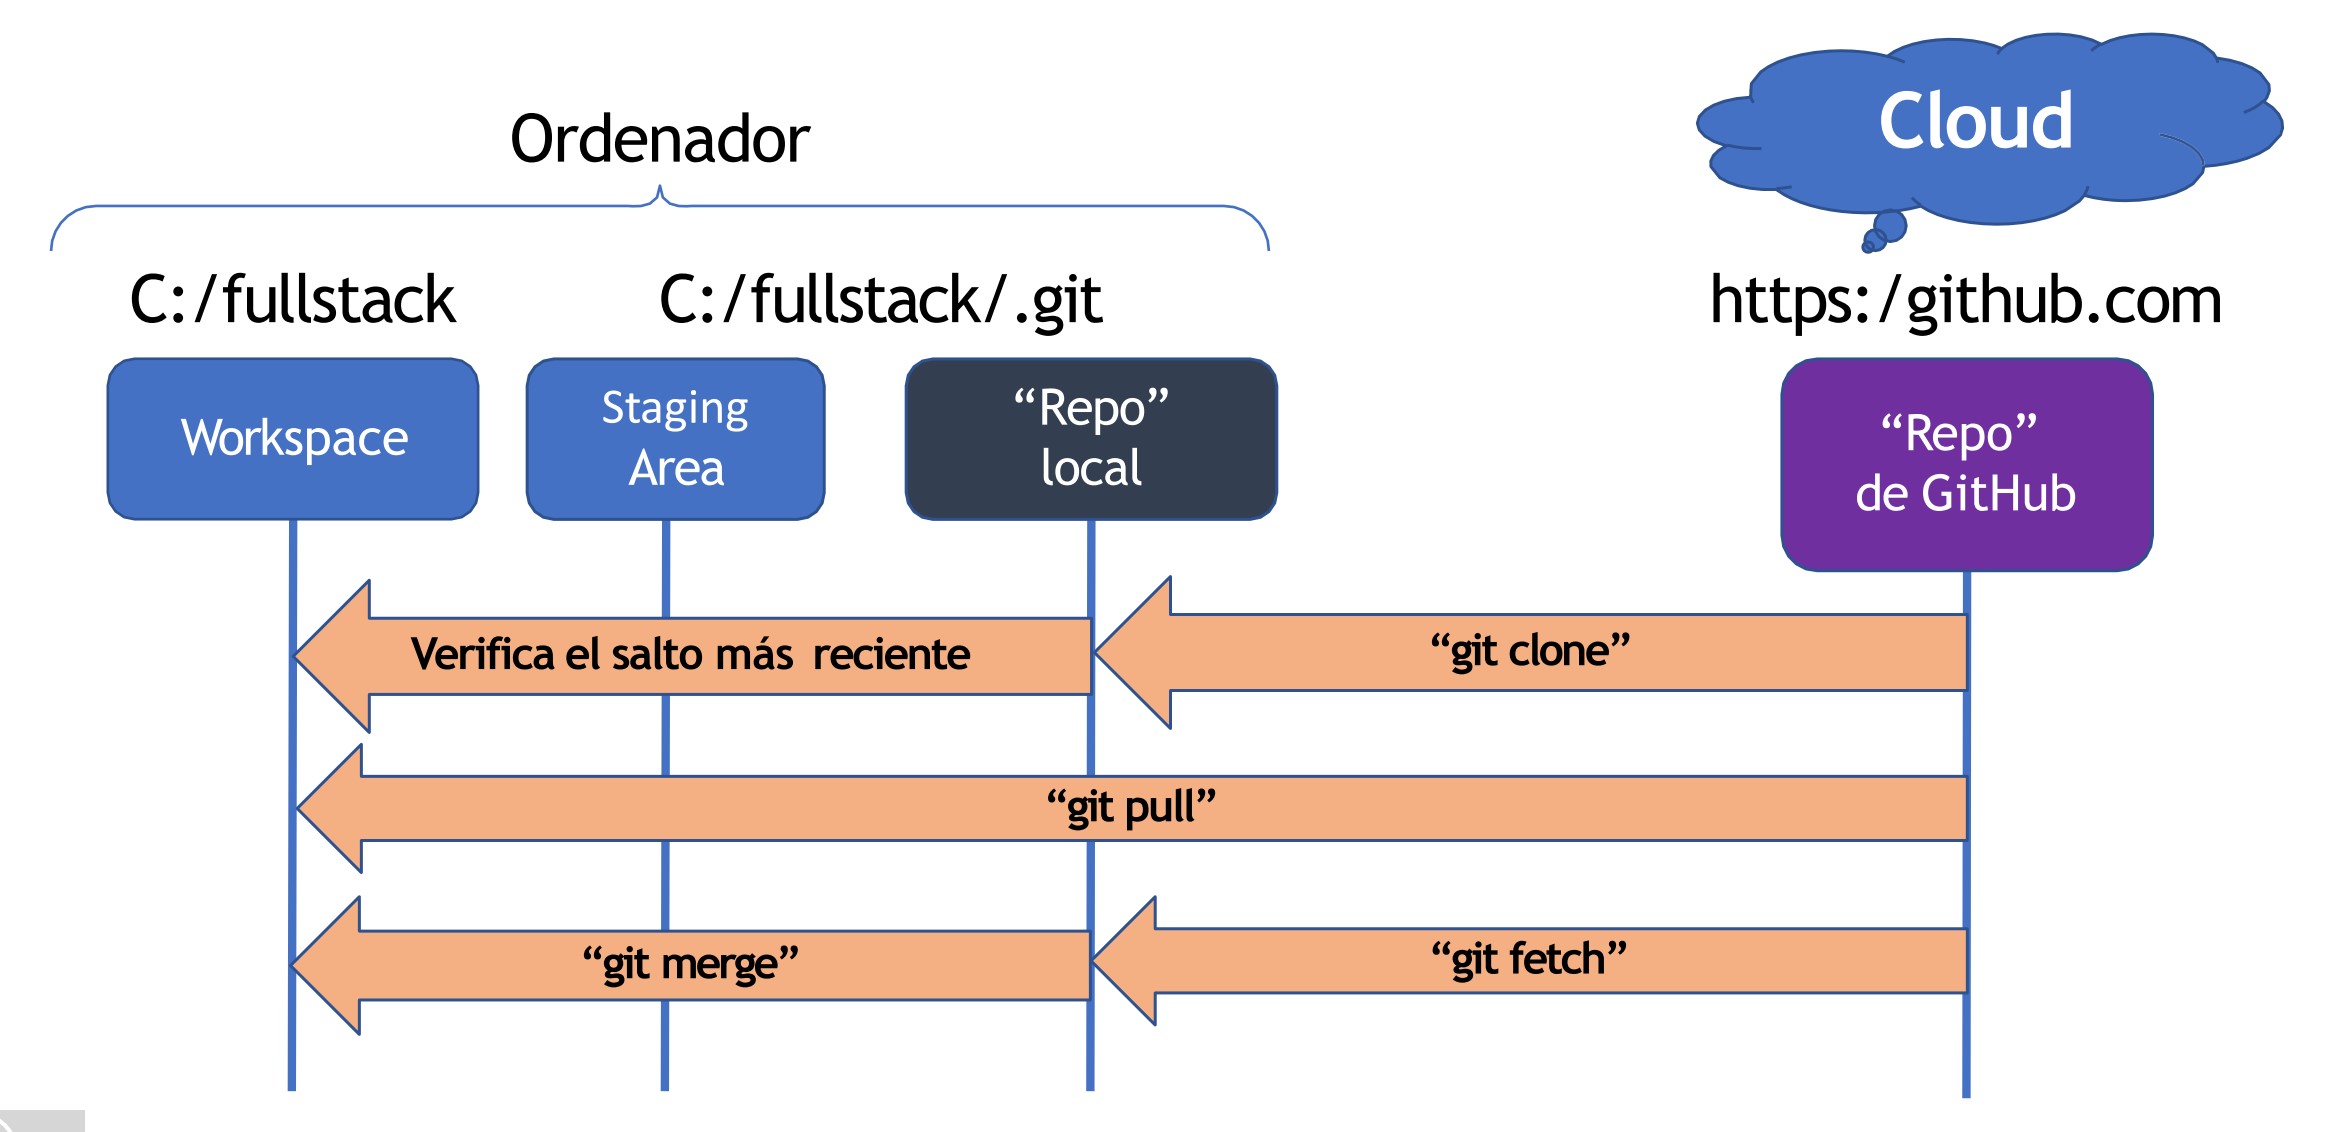 Cloud
Ordenador
C:/fullstack
C:/fullstack/.git
https:/github.com
Workspace
Staging
Area
“Repo”
local
“Repo”
de GitHub
Verifica el salto más reciente
“git clone”
“git pull”
“git merge”
“git fetch”